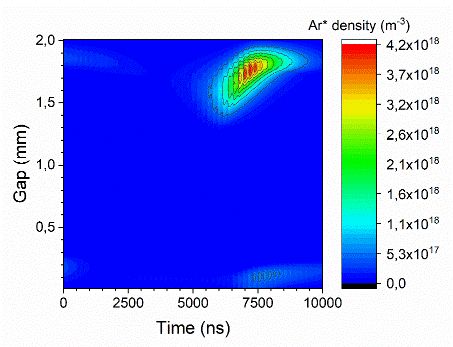 Ar* density (m⁻³)
2,0
1,5
1,0
0,5
Gap (mm)
0
2500
5000
7500
10000
Time (ns)
4,2x10¹⁸
3,7x10¹⁸
3,2x10¹⁸
2,6x10¹⁸
2,1x10¹⁸
1,6x10¹⁸
1,1x10¹⁸
5,3x10¹⁷
0,0